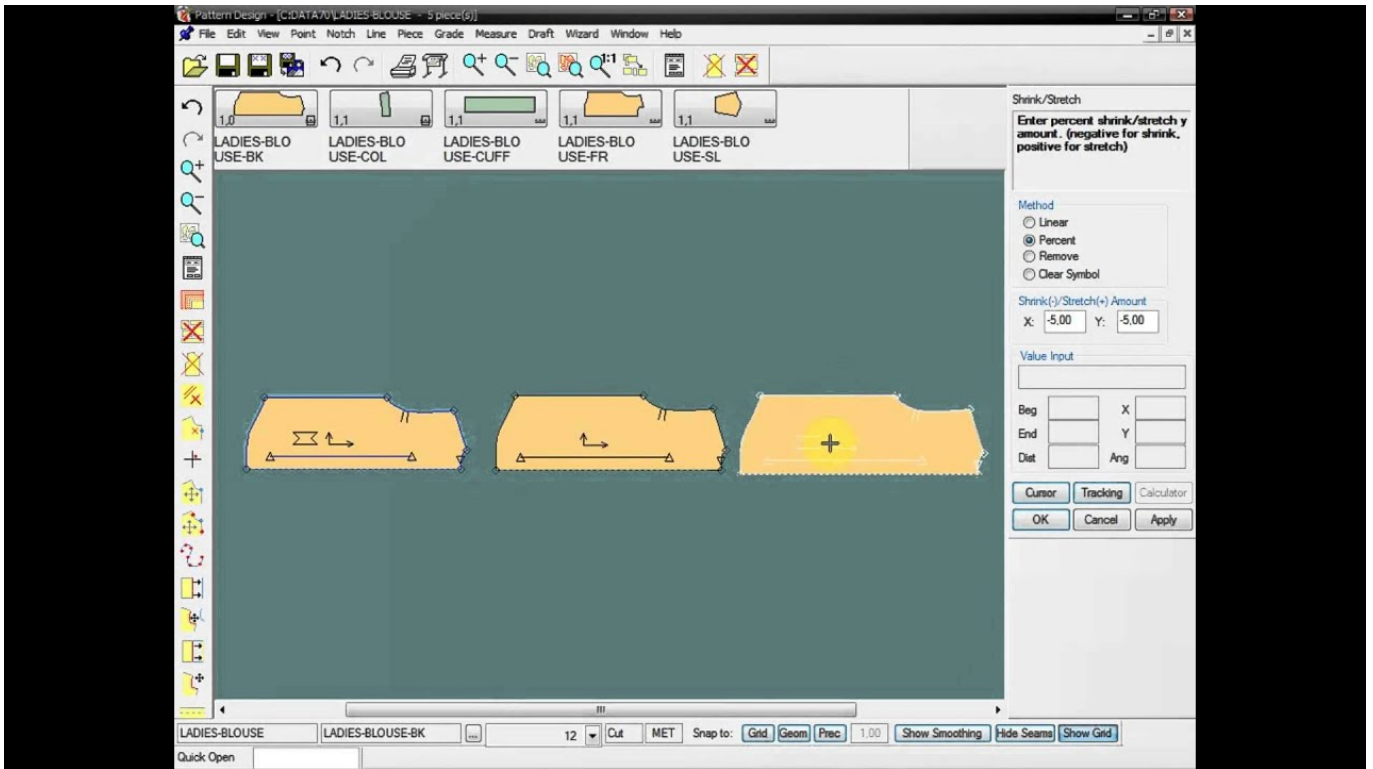 Pattern Design - [C:\DATA70\LADIES-BLOUSE - 5 piece(s)]
File Edit View Point Notch Line Piece Grade Measure Draft Wizard Window Help
1:1
1,0
1,1
1,1
1,1
1,1
LADIES-BLO
USE-BK
LADIES-BLO
USE-COL
LADIES-BLO
USE-CUFF
LADIES-BLO
USE-FR
LADIES-BLO
USE-SL
Shrink/Stretch
Enter percent shrink/stretch y
amount. (negative for shrink,
positive for stretch)
Method
Linear
Percent
Remove
Clear Symbol
Shrink(-)/Stretch(+) Amount
X: -5,00 Y: -5,00
Value Input
Beg X
End Y
Dist Ang
Cursor Tracking Calculator
OK Cancel Apply
LADIES-BLOUSE LADIES-BLOUSE-BK ... 12 Cut MET Snap to: Grid Geom Prec 1,00 Show Smoothing Hide Seams Show Grid
Quick Open